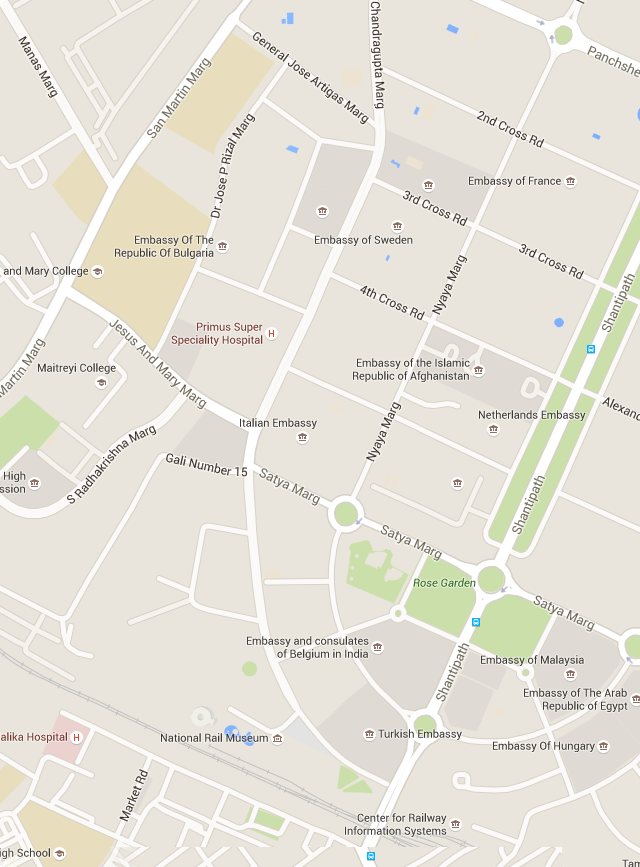 Manas Marg
San Martin Marg
General Jose Artigas Marg
Chandragupta Marg
Panchshe
2nd Cross Rd
Dr Jose P Rizal Marg
Embassy of France
3rd Cross Rd
Embassy of Sweden
3rd Cross Rd
Embassy Of The
Republic Of Bulgaria
and Mary College
Nyaya Marg
4th Cross Rd
Shantipath
Primus Super
Speciality Hospital
H
Jesus And Mary Marg
Martin Marg
Maitreyi College
Embassy of the Islamic
Republic of Afghanistan
Alexand
Netherlands Embassy
Italian Embassy
Nyaya Marg
S Radhakrishna Marg
Gali Number 15
High
ssion
Satya Marg
Shantipath
Satya Marg
Rose Garden
Satya Marg
Embassy and consulates
of Belgium in India
Shantipath
Embassy of Malaysia
Embassy of The Arab
Republic of Egypt
alika Hospital
H
National Rail Museum
Turkish Embassy
Embassy Of Hungary
Market Rd
Center for Railway
Information Systems
igh School
Tan